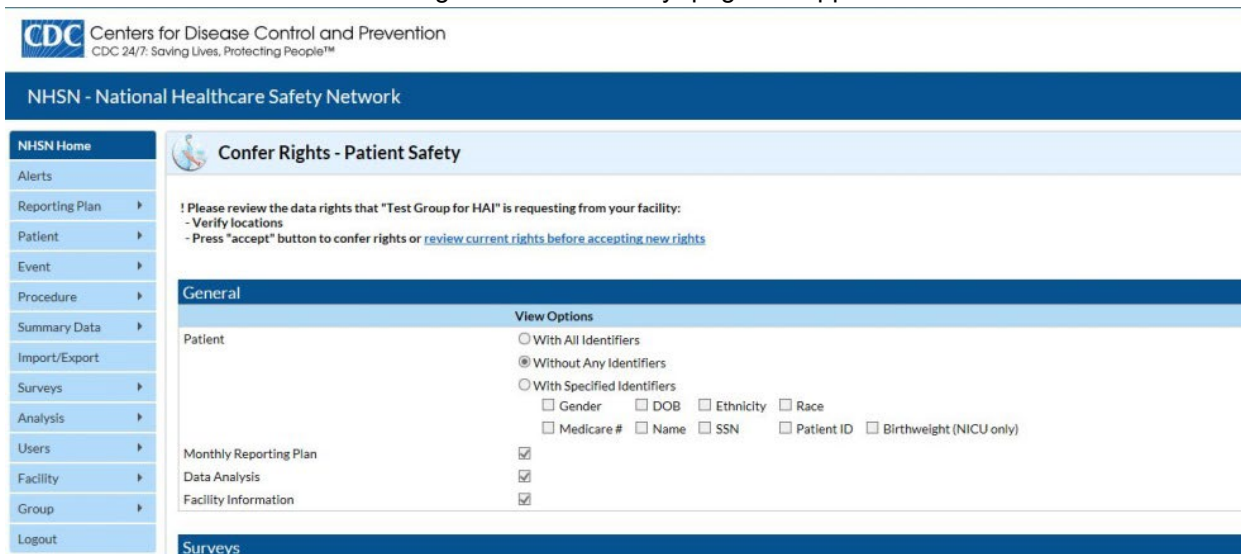 CDC Centers for Disease Control and Prevention
CDC 24/7: Saving Lives, Protecting People™
NHSN - National Healthcare Safety Network
NHSN Home
Alerts
Reporting Plan
Patient
Event
Procedure
Summary Data
Import/Export
Surveys
Analysis
Users
Facility
Group
Logout
Confer Rights - Patient Safety
! Please review the data rights that "Test Group for HAI" is requesting from your facility:
- Verify locations
- Press "accept" button to confer rights or review current rights before accepting new rights
General
View Options
Patient
With All Identifiers
Without Any Identifiers
With Specified Identifiers
Gender DOB Ethnicity Race
Medicare # Name SSN Patient ID Birthweight (NICU only)
Monthly Reporting Plan
Data Analysis
Facility Information
Surveys